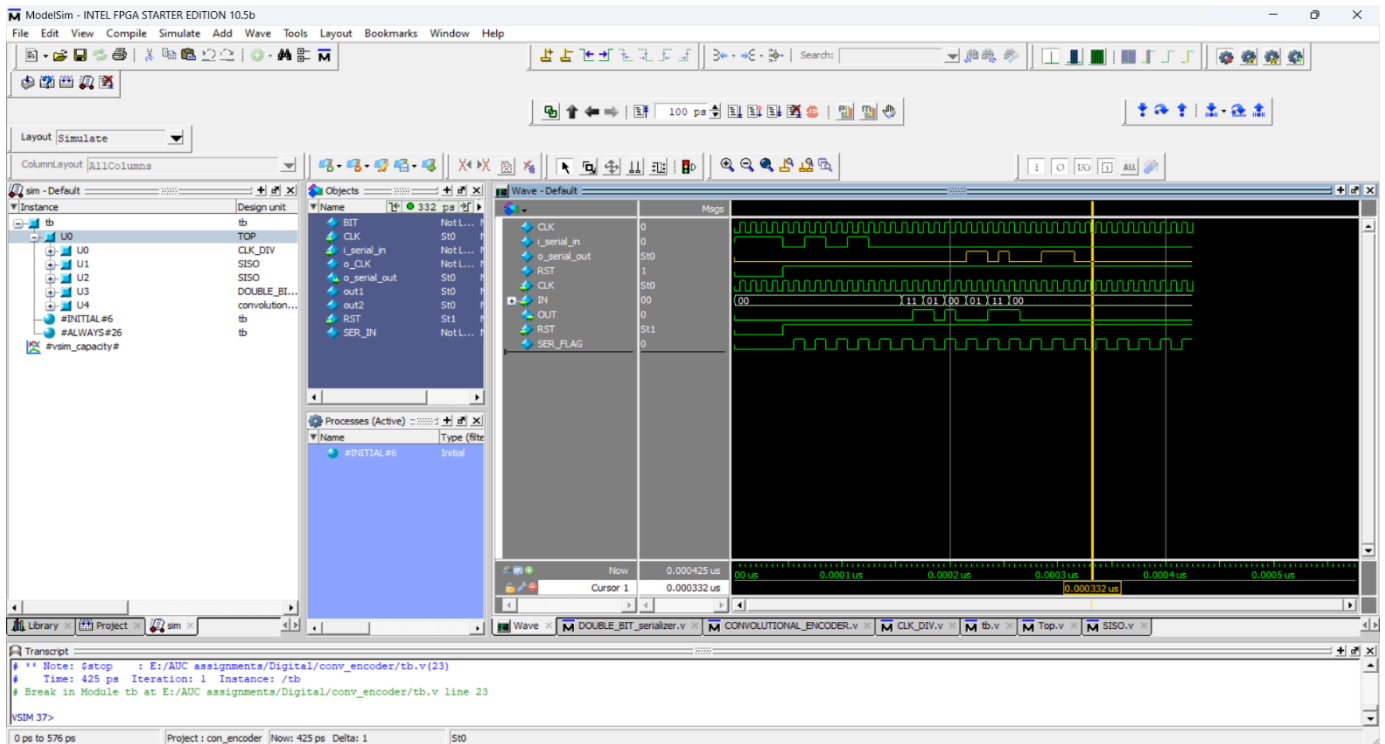 ModelSim - INTEL FPGA STARTER EDITION 10.5b
File Edit View Compile Simulate Add Wave Tools Layout Bookmarks Window Help
Search:
100 ps
Layout Simulate
ColumnLayout AllColumns
sim - Default
Instance Design unit
tb tb
U0 TOP
U0 CLK_DIV
U1 SISO
U2 SISO
U3 DOUBLE_BI...
U4 convolution...
#INITIAL#6 tb
#ALWAYS#26 tb
#vsim_capacity#
Library Project sim
Objects
Name 332 ps
BIT Not L...
CLK St0
i_serial_in Not L...
o_CLK Not L...
o_serial_out St0
out1 St0
out2 St0
RST St1
SER_IN Not L...
Processes (Active)
Name Type (filte
#INITIAL#6 Initial
Wave - Default
Msgs
CLK 0
i_serial_in 0
o_serial_out St0
RST 1
CLK St0
IN 00 00 11 01 00 01 11 00
OUT 0
RST St1
SER_FLAG 0
Now 0.000425 us 00 us 0.0001 us 0.0002 us 0.0003 us 0.0004 us 0.0005 us
Cursor 1 0.000332 us 0.000332 us
Wave DOUBLE_BIT_serializer.v CONVOLUTIONAL_ENCODER.v CLK_DIV.v tb.v Top.v SISO.v
Transcript
# ** Note: $stop : E:/AUC assignments/Digital/conv_encoder/tb.v(23)
# Time: 425 ps Iteration: 1 Instance: /tb
# Break in Module tb at E:/AUC assignments/Digital/conv_encoder/tb.v line 23
VSIM 37>
0 ps to 576 ps Project : con_encoder Now: 425 ps Delta: 1 St0